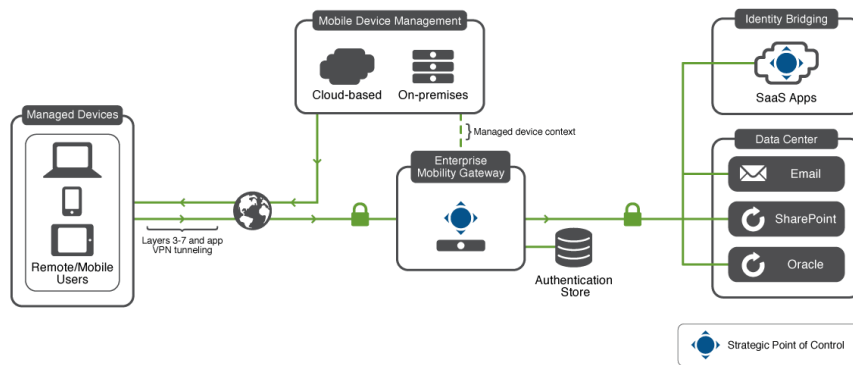 Mobile Device Management
Cloud-based
On-premises
Identity Bridging
SaaS Apps
Managed Devices
Remote/Mobile
Users
Layers 3-7 and app
VPN tunneling
Managed device context
Enterprise
Mobility Gateway
Authentication
Store
Data Center
Email
SharePoint
Oracle
Strategic Point of Control